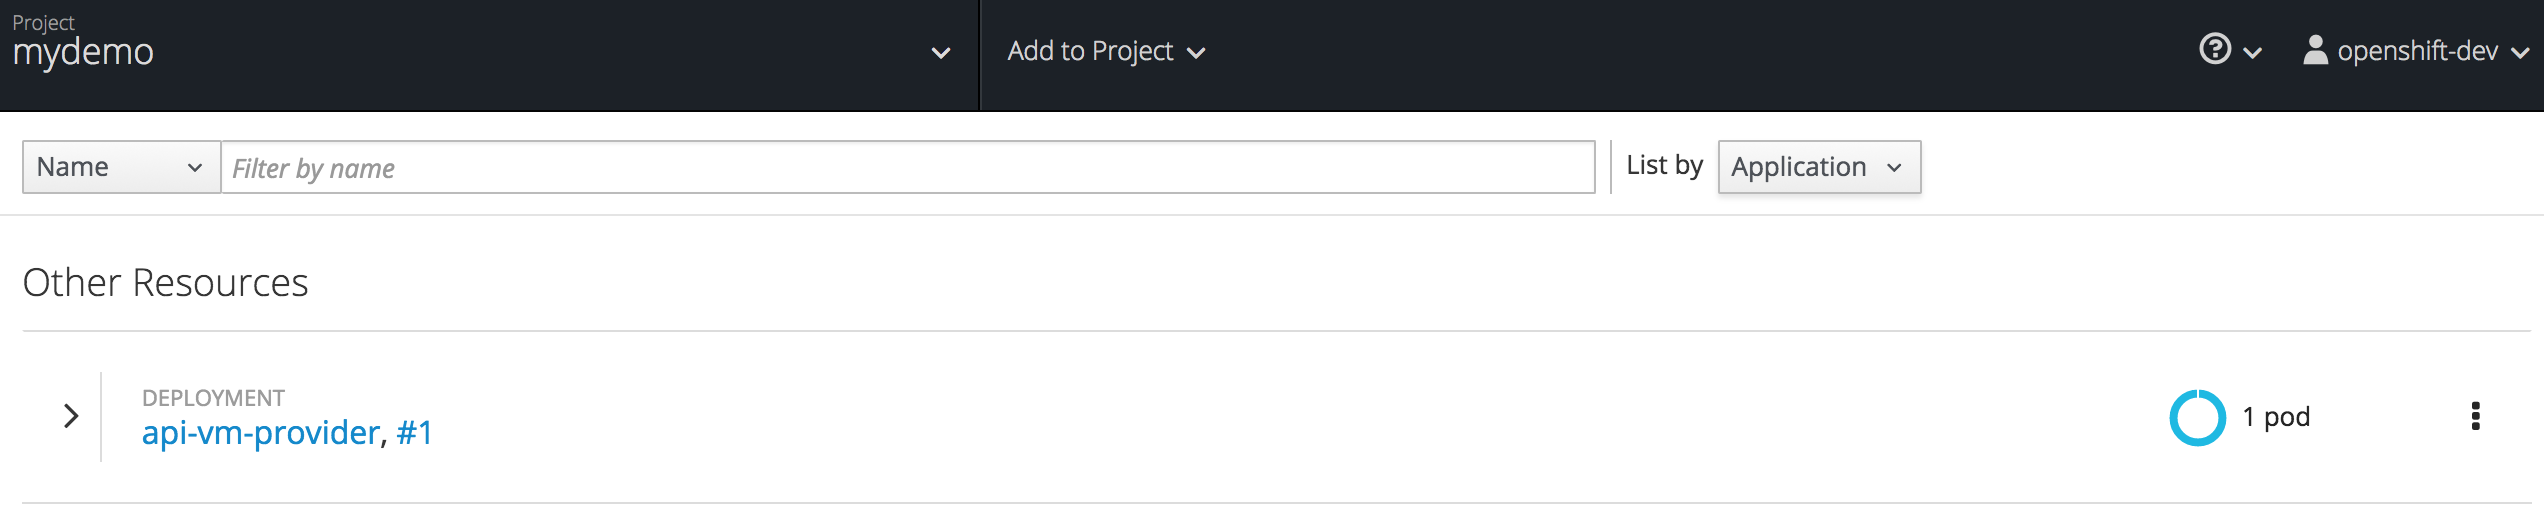 Project
mydemo
Add to Project
openshift-dev
Name
Filter by name
List by
Application
Other Resources
DEPLOYMENT
api-vm-provider, #1
1 pod